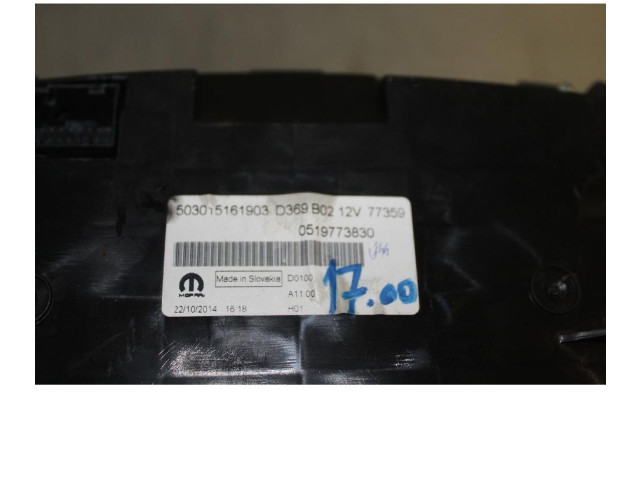 503015161903 D369 B02 12V 77359
0519773830
Made in Slovakia D0100
MOPAR A11 00
22/10/2014 16:18 H01
17.00